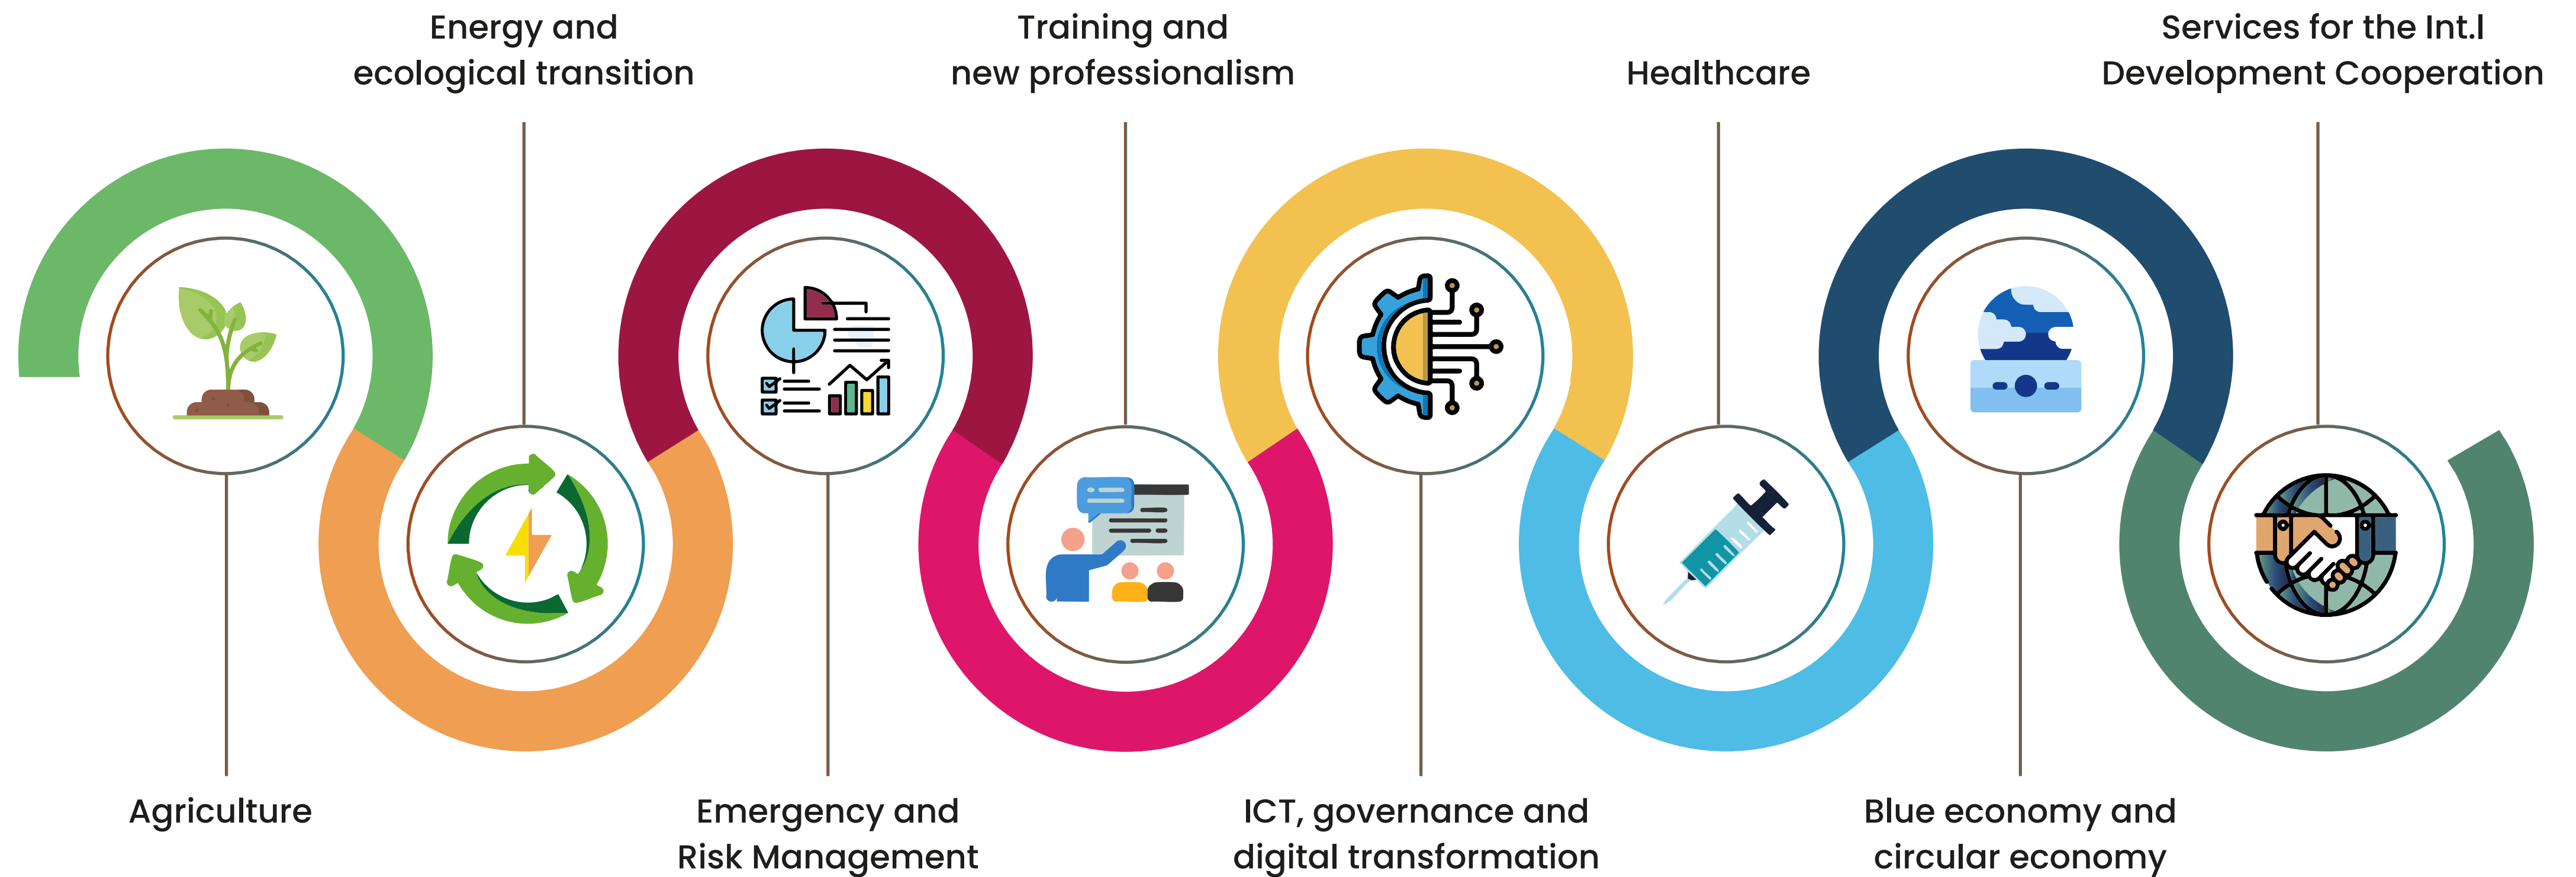 Energy and
ecological transition
Training and
new professionalism
Healthcare
Services for the Int.l
Development Cooperation
Agriculture
Emergency and
Risk Management
ICT, governance and
digital transformation
Blue economy and
circular economy